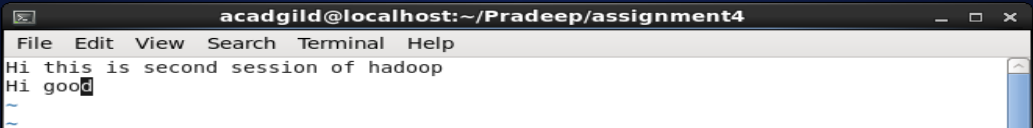 acadgild@localhost:~/Pradeep/assignment4
File Edit View Search Terminal Help
Hi this is second session of hadoop
Hi good
~
~